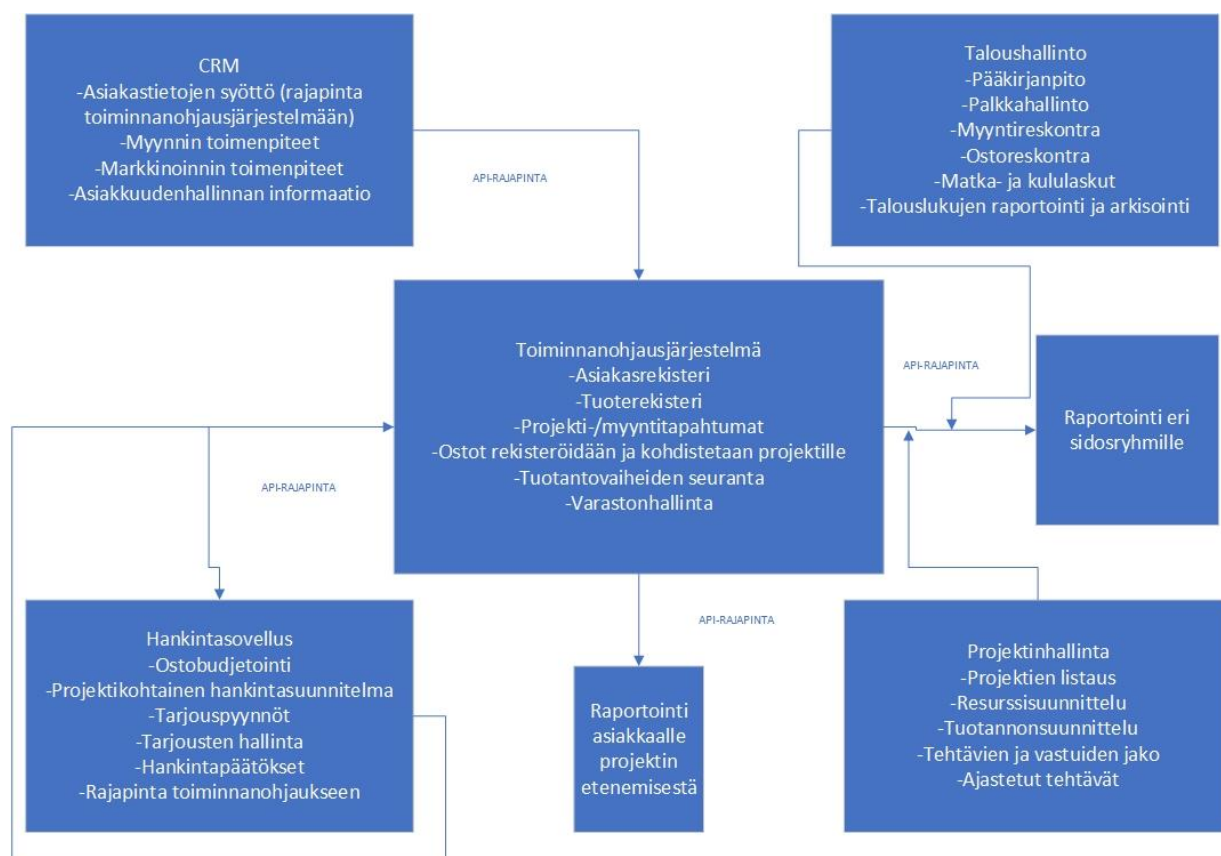 CRM
-Asiakastietojen syöttö (rajapinta
toiminnanohjausjärjestelmään)
-Myynnin toimenpiteet
-Markkinoinnin toimenpiteet
-Asiakkuudenhallinnan informaatio
API-RAJAPINTA
Taloushallinto
-Pääkirjanpito
-Palkkahallinto
-Myyntireskontra
-Ostoreskontra
-Matka- ja kululaskut
-Talouslukujen raportointi ja arkisointi
Toiminnanohjausjärjestelmä
-Asiakasrekisteri
-Tuoterekisteri
-Projekti-/myyntitapahtumat
-Ostot rekisteröidään ja kohdistetaan projektille
-Tuotantovaiheiden seuranta
-Varastonhallinta
API-RAJAPINTA
Raportointi eri
sidosryhmille
API-RAJAPINTA
Hankintasovellus
-Ostobudjetointi
-Projektikohtainen hankintasuunnitelma
-Tarjouspyynnöt
-Tarjousten hallinta
-Hankintapäätökset
-Rajapinta toiminnanohjaukseen
API-RAJAPINTA
Raportointi
asiakkaalle
projektin
etenemisestä
Projektinhallinta
-Projektien listaus
-Resurssisuunnittelu
-Tuotannonsuunnittelu
-Tehtävien ja vastuiden jako
-Ajastetut tehtävät